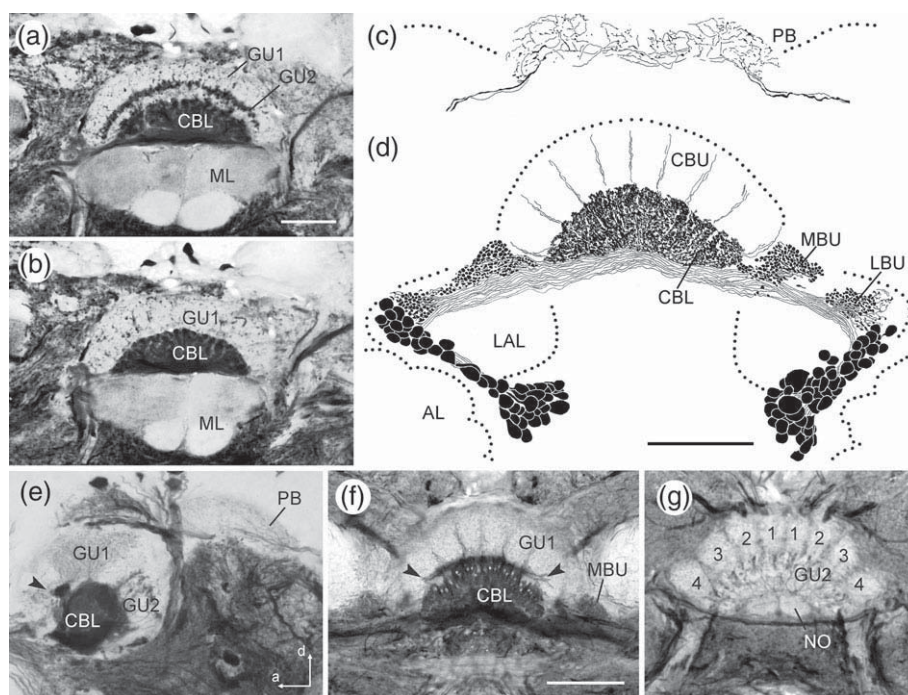 (a)
GU1
GU2
CBL
ML
(b)
GU1
CBL
ML
(c)
PB
(d)
CBU
MBU
LBU
CBL
LAL
AL
(e)
PB
GU1
CBL
GU2
d
a
(f)
GU1
MBU
CBL
(g)
4 3 2 1 1 2 3 4
GU2
NO